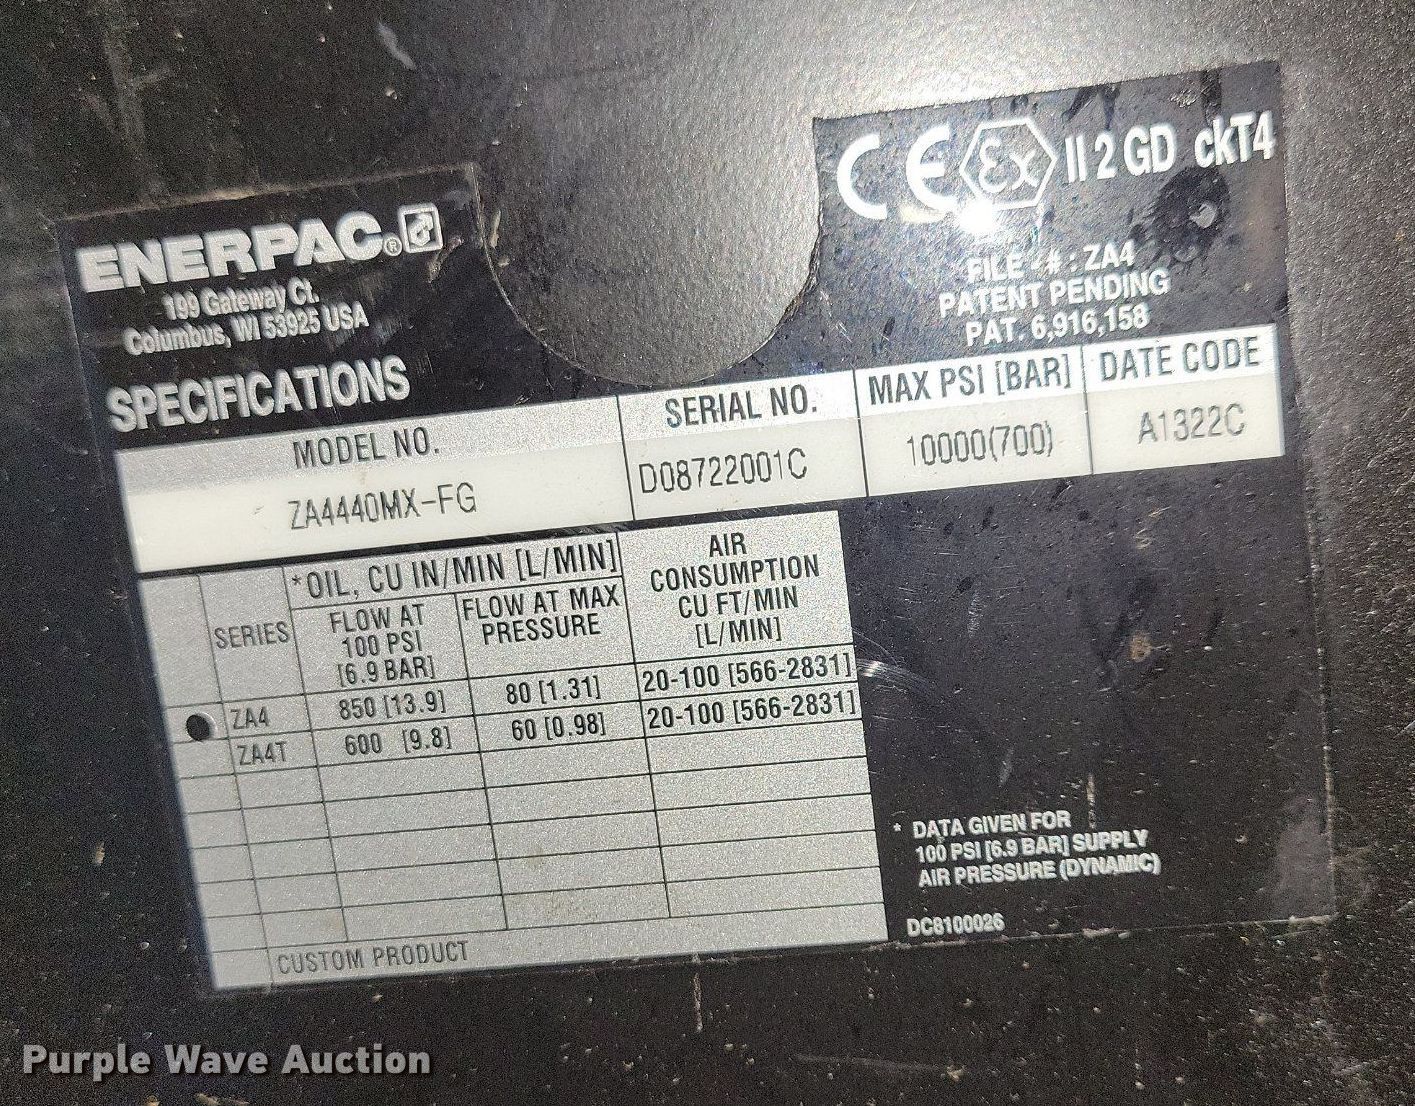 ENERPAC®
199 Gateway Ct.
Columbus, WI 53925 USA
SPECIFICATIONS
CE Ex II 2 GD ckT4
FILE #: ZA4
PATENT PENDING
PAT. 6,916,158
MODEL NO.
ZA4440MX-FG
SERIAL NO.
D08722001C
MAX PSI [BAR]
10000(700)
DATE CODE
A1322C
SERIES
*OIL, CU IN/MIN [L/MIN]
FLOW AT
100 PSI
[6.9 BAR]
FLOW AT MAX
PRESSURE
AIR
CONSUMPTION
CU FT/MIN
[L/MIN]
ZA4 850 [13.9] 80 [1.31] 20-100 [566-2831]
ZA4T 600 [9.8] 60 [0.98] 20-100 [566-2831]
CUSTOM PRODUCT
* DATA GIVEN FOR
100 PSI [6.9 BAR] SUPPLY
AIR PRESSURE (DYNAMIC)
DC8100026
Purple Wave Auction